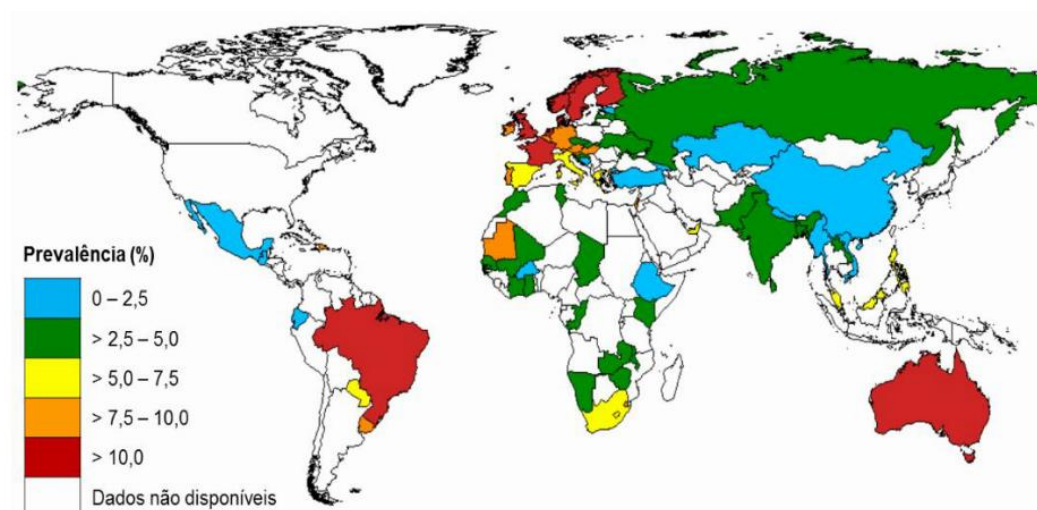 Prevalência (%)
0 – 2,5
> 2,5 – 5,0
> 5,0 – 7,5
> 7,5 – 10,0
> 10,0
Dados não disponíveis